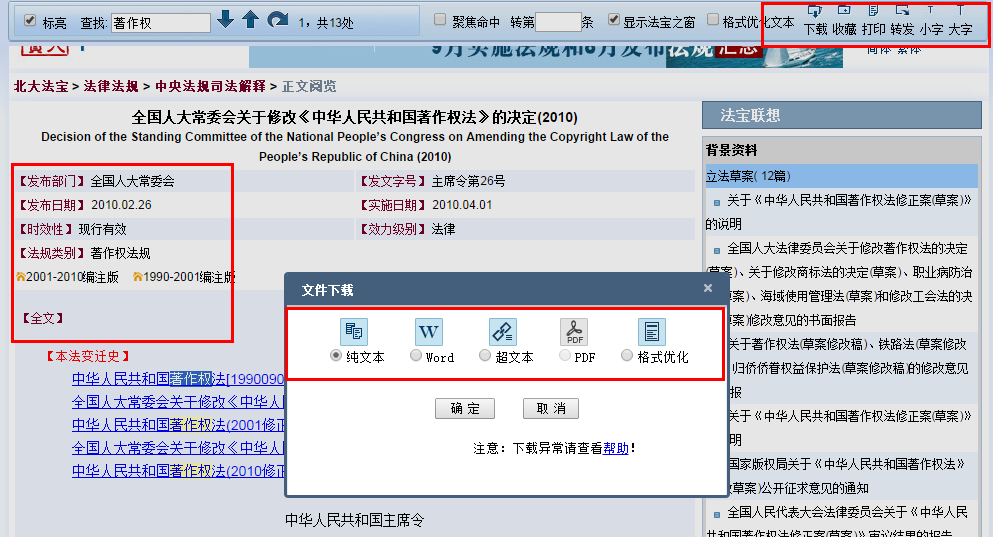 标亮 查找: 著作权 1，共13处 聚焦命中 转第 条 显示法宝之窗 格式优化文本
下载 收藏 打印 转发 小字 大字
9月实施法规和8月发布法规汇总
简体 繁体
北大法宝 > 法律法规 > 中央法规司法解释 > 正文阅览
全国人大常委会关于修改《中华人民共和国著作权法》的决定(2010)
Decision of the Standing Committee of the National People's Congress on Amending the Copyright Law of the
People's Republic of China (2010)
【发布部门】 全国人大常委会 【发文字号】 主席令第26号
【发布日期】 2010.02.26 【实施日期】 2010.04.01
【时效性】 现行有效 【效力级别】 法律
【法规类别】 著作权法规
2001-2010编注版 1990-2001编注版
【全文】
【本法变迁史】
中华人民共和国著作权法[1990090
全国人大常委会关于修改《中华人
中华人民共和国著作权法(2001修正
全国人大常委会关于修改《中华人
中华人民共和国著作权法(2010修正
中华人民共和国主席令
文件下载 ×
W PDF
纯文本 Word 超文本 PDF 格式优化
确 定 取 消
注意: 下载异常请查看帮助!
法宝联想
背景资料
立法草案( 12篇)
关于《中华人民共和国著作权法修正案(草案)》
的说明
全国人大法律委员会关于修改著作权法的决定
(草案)、关于修改商标法的决定(草案)、职业病防治
草案)、海域使用管理法(草案)和修改工会法的决
草案)修改意见的书面报告
关于著作权法(草案修改稿)、铁路法(草案修改
归侨侨眷权益保护法(草案修改稿)的修改意见
报
关于《中华人民共和国著作权法修正案(草案)》
明
国家版权局关于《中华人民共和国著作权法》
草案)公开征求意见的通知
全国人民代表大会法律委员会关于《中华人民
共和国著作权法修正案(草案)》审议结果的报告